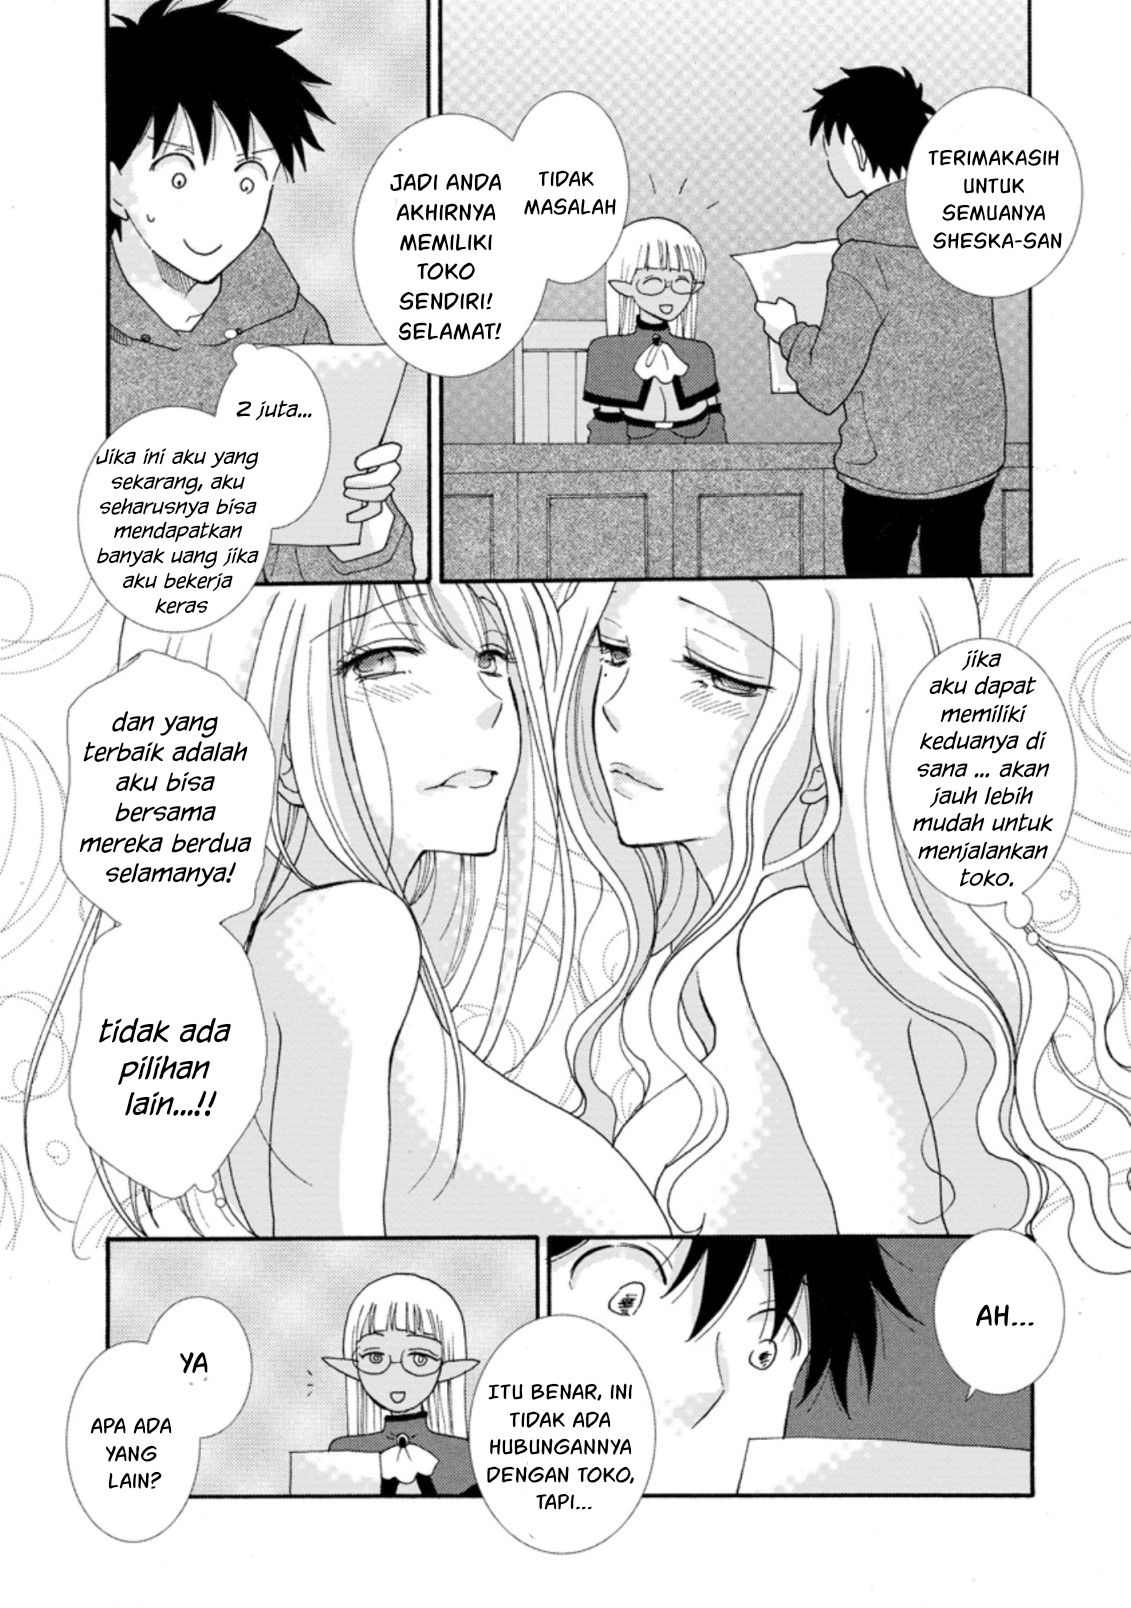 TERIMAKASIH
UNTUK
SEMUANYA
SHESKA-SAN
TIDAK
MASALAH
JADI ANDA
AKHIRNYA
MEMILIKI
TOKO
SENDIRI!
SELAMAT!
2 juta...
Jika ini aku yang
sekarang, aku
seharusnya bisa
mendapatkan
banyak uang jika
aku bekerja
keras
jika
aku dapat
memiliki
keduanya di
sana ... akan
jauh lebih
mudah untuk
menjalankan
toko.
dan yang
terbaik adalah
aku bisa
bersama
mereka berdua
selamanya!
tidak ada
pilihan
lain...!!
AH...
ITU BENAR, INI
TIDAK ADA
HUBUNGANNYA
DENGAN TOKO,
TAPI...
YA
APA ADA
YANG
LAIN?